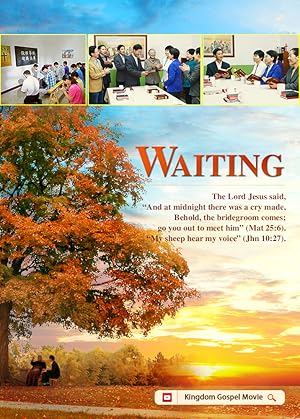 WAITING
The Lord Jesus said,
"And at midnight there was a cry made,
Behold, the bridegroom comes;
go you out to meet him" (Mat 25:6).
"My sheep hear my voice" (Jhn 10:27).
Kingdom Gospel Movie